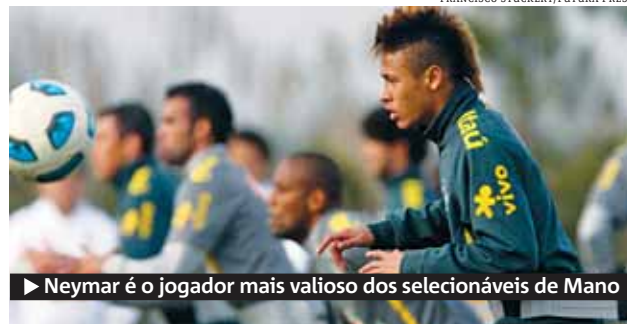 FRANCISCO STUCKERT/FUTURA PRESS
Itaú
vivo
▶ Neymar é o jogador mais valioso dos selecionáveis de Mano